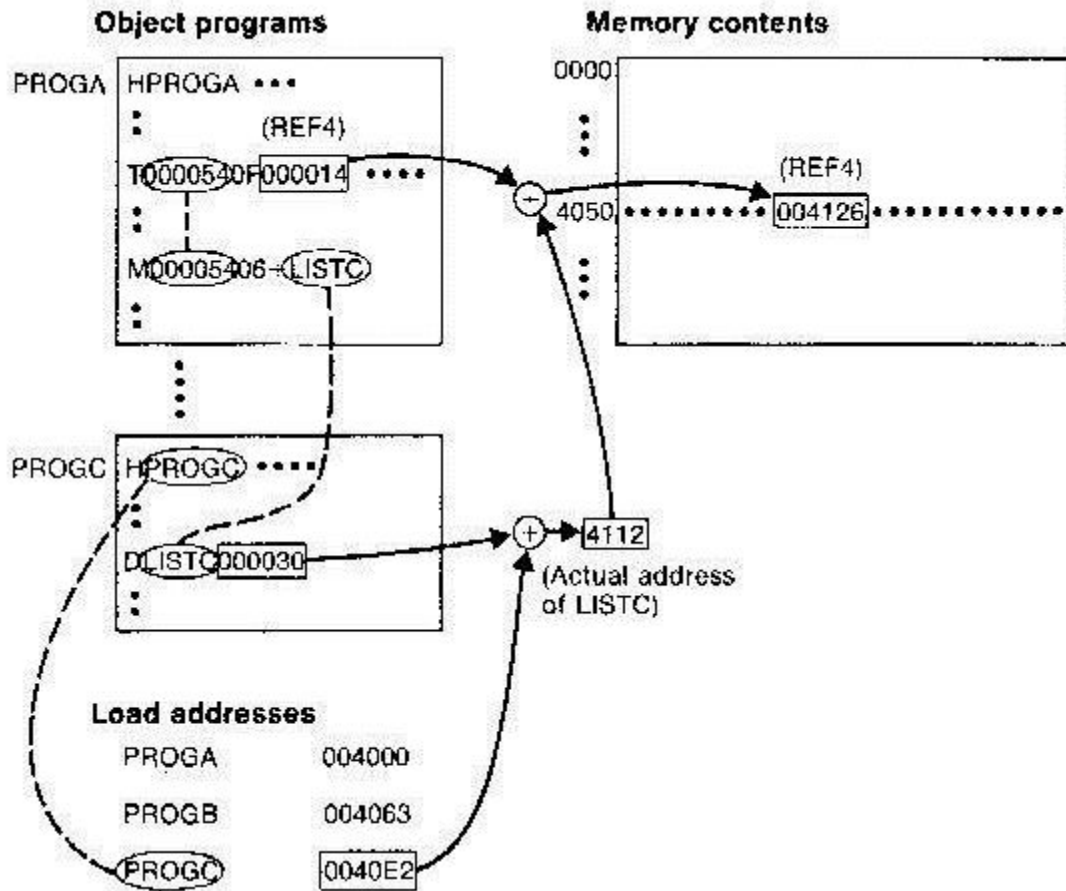 Object programs
Memory contents
PROGA
HPROGA ••••
(REF4)
T0000540F000014 ••••
M00005406+LISTC
0000
(REF4)
4050
004126
PROGC
HPROGC ••••
DLISTC000030
4112
(Actual address
of LISTC)
Load addresses
PROGA 004000
PROGB 004063
PROGC 0040E2